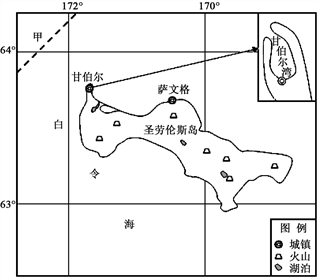 172°
170°
甲
64°
甘伯尔
萨文格
甘伯尔湾
圣劳伦斯岛
白令海
63°
图 例
城镇
火山
湖泊